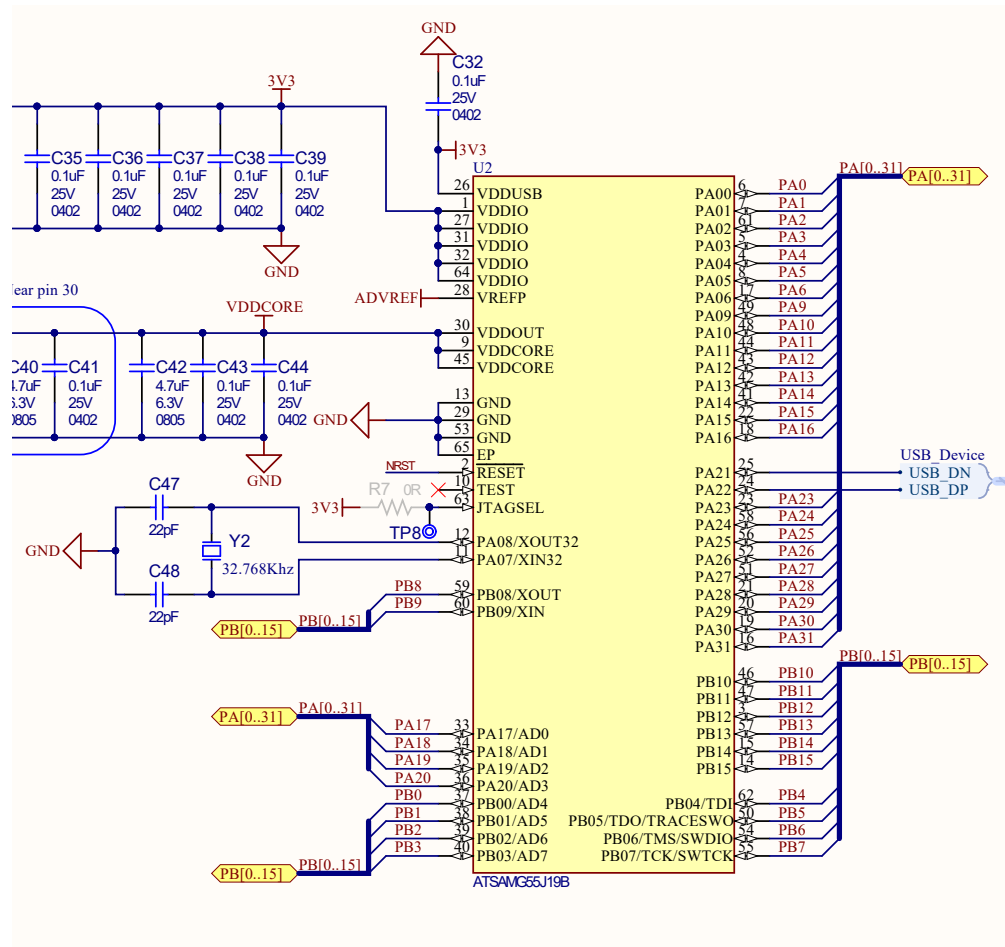 GND
C32
0.1uF
25V
0402
3V3
3V3
C35
0.1uF
25V
0402
C36
0.1uF
25V
0402
C37
0.1uF
25V
0402
C38
0.1uF
25V
0402
C39
0.1uF
25V
0402
GND
ear pin 30
VDDCORE
C40
4.7uF
6.3V
0805
C41
0.1uF
25V
0402
C42
4.7uF
6.3V
0805
C43
0.1uF
25V
0402
C44
0.1uF
25V
0402
GND
U2
26 VDDUSB
1 VDDIO
27 VDDIO
31 VDDIO
32 VDDIO
64 VDDIO
ADVREF 28 VREFP
30 VDDOUT
9 VDDCORE
45 VDDCORE
GND
13 GND
29 GND
53 GND
65 EP
NRST 2 RESET
10 TEST
3V3 R7 0R 63 JTAGSEL
TP8
GND
C47
22pF
C48
22pF
Y2
32.768Khz
12 PA08/XOUT32
11 PA07/XIN32
PB8 59 PB08/XOUT
PB9 60 PB09/XIN
PB[0..15] PB[0..15]
PA[0..31] PA[0..31]
PA17 33 PA17/AD0
PA18 34 PA18/AD1
PA19 35 PA19/AD2
PA20 36 PA20/AD3
PB0 37 PB00/AD4
PB1 38 PB01/AD5
PB2 39 PB02/AD6
PB3 40 PB03/AD7
PB[0..15] PB[0..15]
PA[0..31] PA[0..31]
PA00 6 PA0
PA01 7 PA1
PA02 61 PA2
PA03 5 PA3
PA04 4 PA4
PA05 8 PA5
PA06 17 PA6
PA09 49 PA9
PA10 48 PA10
PA11 44 PA11
PA12 43 PA12
PA13 42 PA13
PA14 41 PA14
PA15 22 PA15
PA16 18 PA16
USB_Device
PA21 25 USB_DN
PA22 24 USB_DP
PA23 23 PA23
PA24 58 PA24
PA25 56 PA25
PA26 52 PA26
PA27 51 PA27
PA28 21 PA28
PA29 20 PA29
PA30 19 PA30
PA31 16 PA31
PB[0..15] PB[0..15]
PB10 46 PB10
PB11 47 PB11
PB12 3 PB12
PB13 57 PB13
PB14 15 PB14
PB15 14 PB15
PB04/TDI 62 PB4
PB05/TDO/TRACESWO 50 PB5
PB06/TMS/SWDIO 54 PB6
PB07/TCK/SWTCK 55 PB7
ATSAMG55J19B